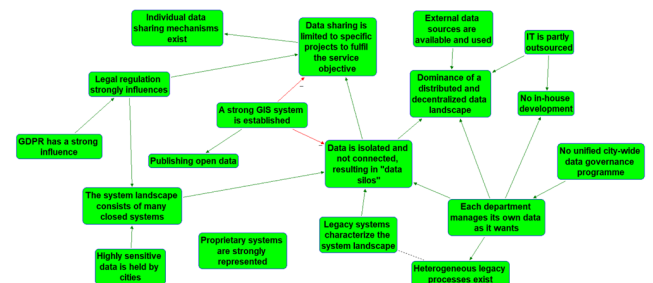 Individual data
sharing mechanisms
exist
Data sharing is
limited to specific
projects to fulfil
the service
objective
External data
sources are
available and used
IT is partly
outsourced
Legal regulation
strongly influences
Dominance of a
distributed and
decentralized data
landscape
A strong GIS system
is established
No in-house
development
GDPR has a strong
influence
Publishing open data
Data is isolated and
not connected,
resulting in "data
silos"
No unified city-wide
data governance
programme
The system landscape
consists of many
closed systems
Each department
manages its own data
as it wants
Legacy systems
characterize the
system landscape
Proprietary systems
are strongly
represented
Highly sensitive
data is held by
cities
Heterogeneous legacy
processes exist